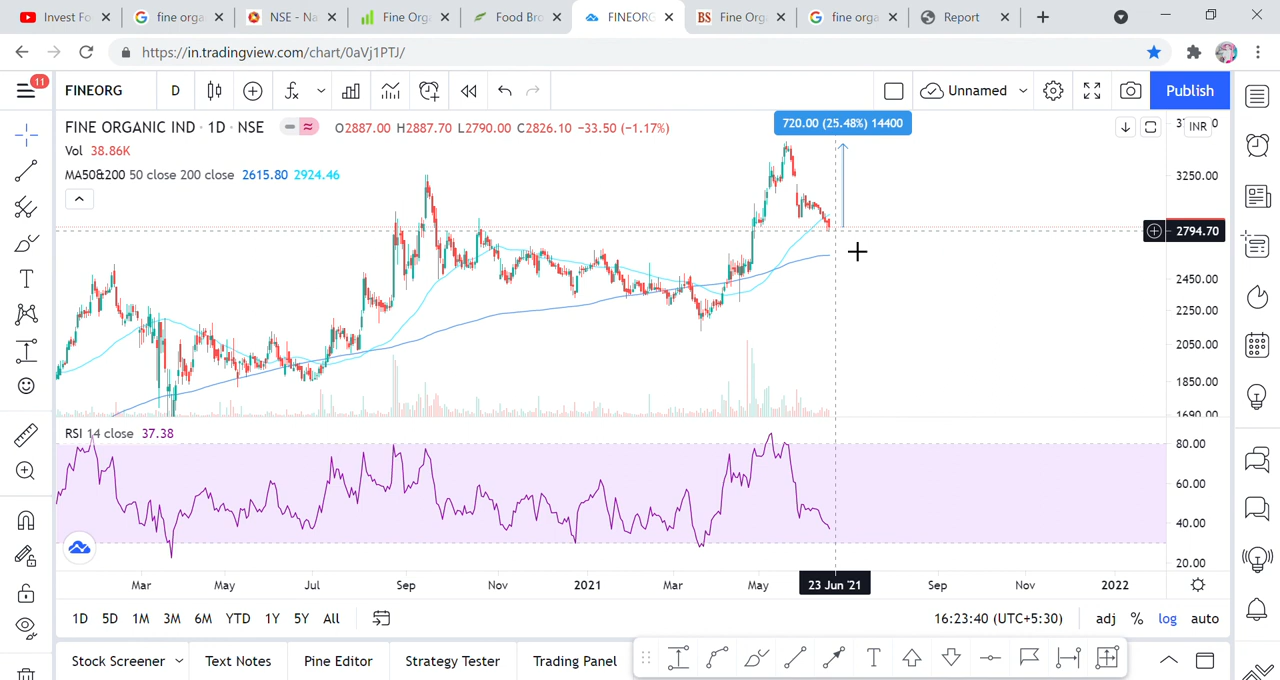 Invest Fo
fine orga
NSE - Na
Fine Org
Food Bro
FINEORG
Fine Org
fine orga
Report
https://in.tradingview.com/chart/0aVj1PTJ/
11
FINEORG
D
Unnamed
Publish
FINE ORGANIC IND · 1D · NSE
O2887.00 H2887.70 L2790.00 C2826.10 −33.50 (−1.17%)
720.00 (25.48%) 14400
INR
Vol 38.86K
MA50&200 50 close 200 close 2615.80 2924.46
3250.00
2794.70
2450.00
2250.00
2050.00
1850.00
1690.00
RSI 14 close 37.38
80.00
60.00
40.00
20.00
Mar
May
Jul
Sep
Nov
2021
Mar
May
23 Jun '21
Sep
Nov
2022
1D 5D 1M 3M 6M YTD 1Y 5Y All
16:23:40 (UTC+5:30)
adj % log auto
Stock Screener
Text Notes
Pine Editor
Strategy Tester
Trading Panel